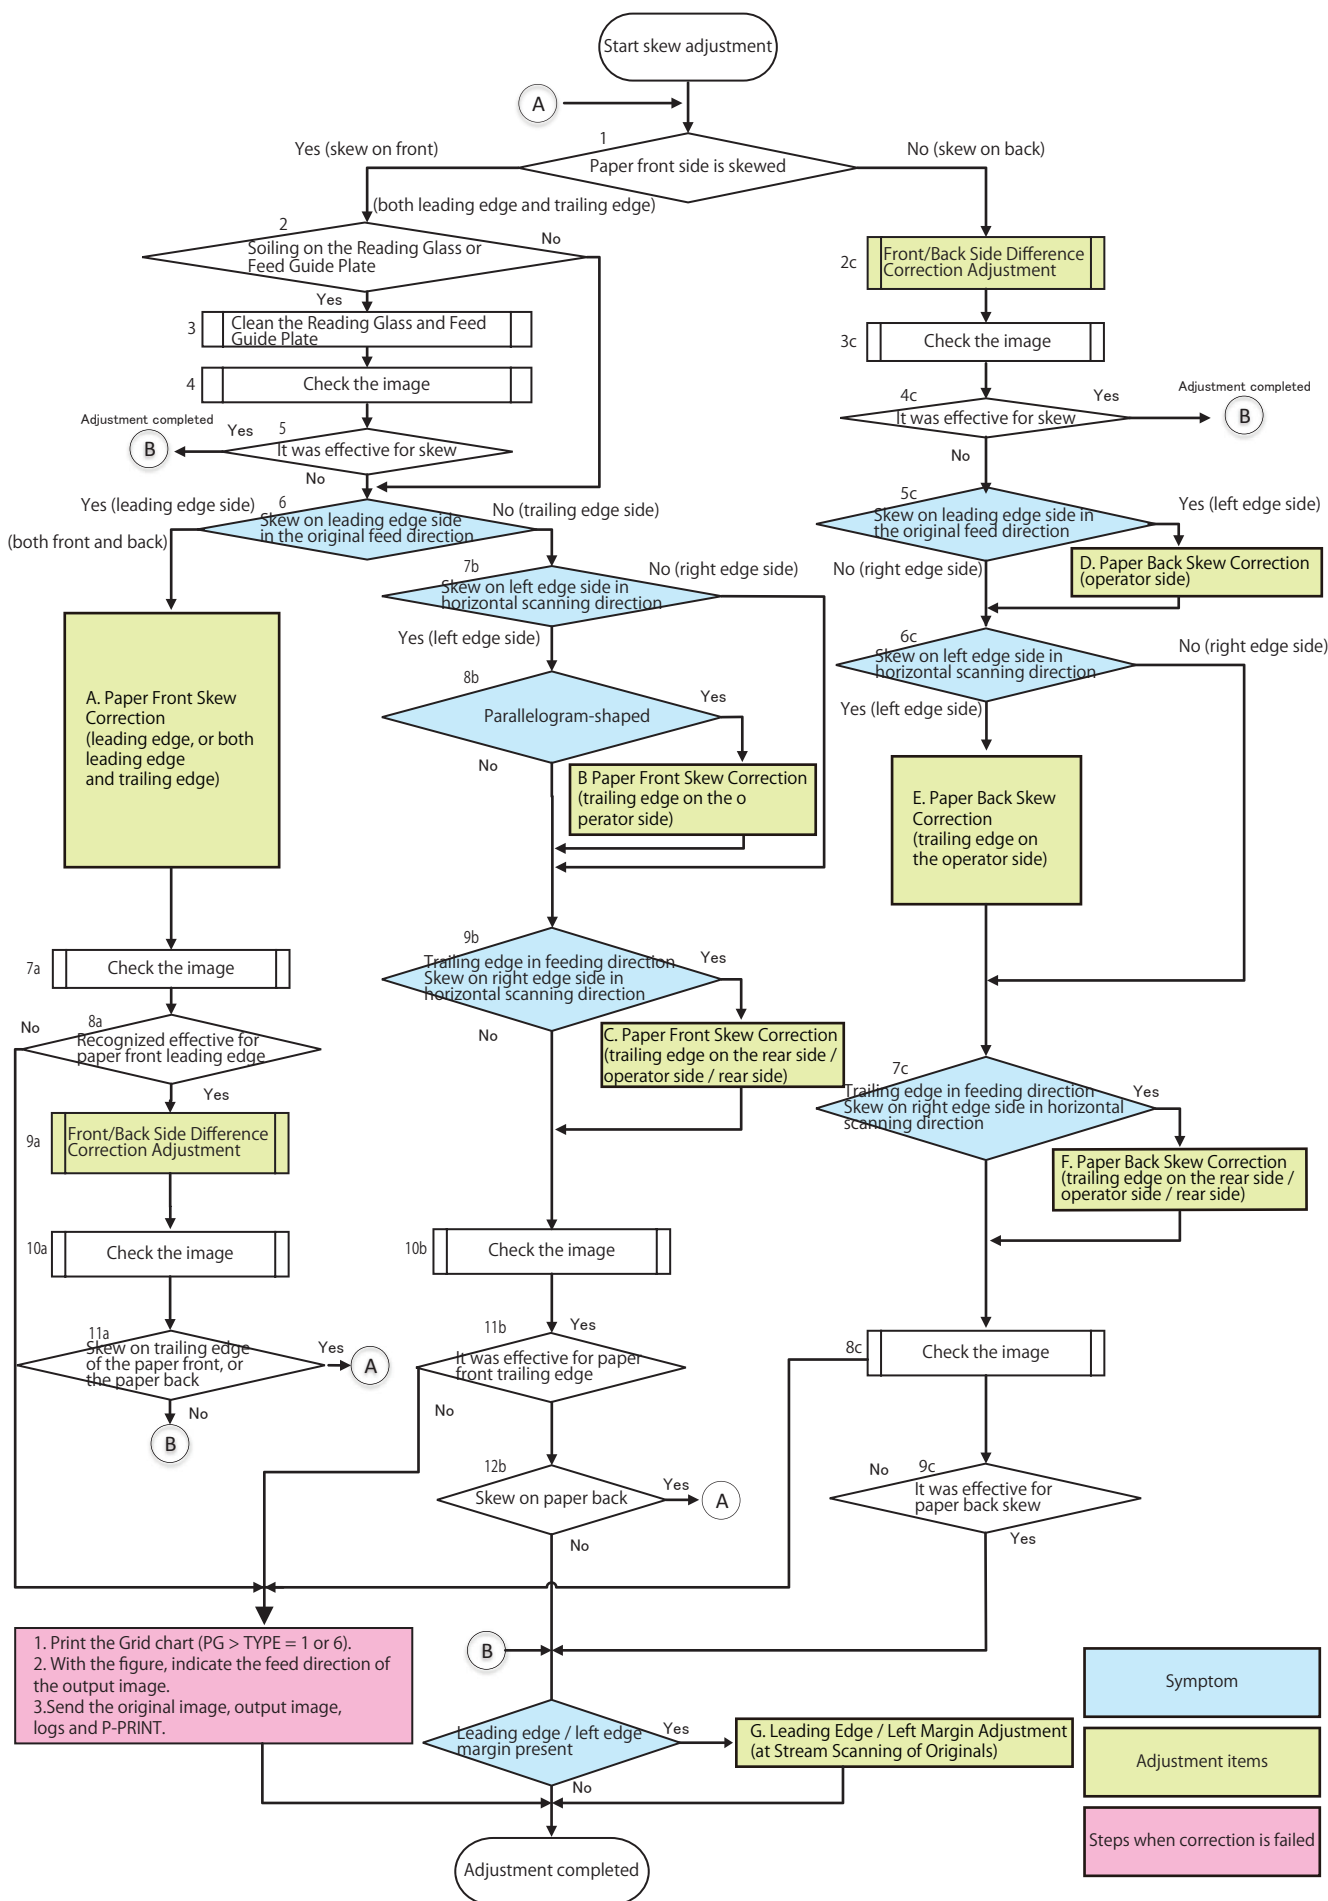 Start skew adjustment
A
1
Yes (skew on front)
Paper front side is skewed
No (skew on back)
(both leading edge and trailing edge)
2
Soiling on the Reading Glass or
Feed Guide Plate
No
Yes
3
Clean the Reading Glass and Feed
Guide Plate
4
Check the image
Adjustment completed
B
Yes
5
It was effective for skew
No
2c
Front/Back Side Difference
Correction Adjustment
3c
Check the image
4c
It was effective for skew
Yes
Adjustment completed
B
No
Yes (leading edge side)
6
Skew on leading edge side
in the original feed direction
No (trailing edge side)
(both front and back)
5c
Skew on leading edge side in
the original feed direction
Yes (left edge side)
D. Paper Back Skew Correction
(operator side)
No (right edge side)
7b
Skew on left edge side in
horizontal scanning direction
No (right edge side)
Yes (left edge side)
6c
Skew on left edge side in
horizontal scanning direction
No (right edge side)
Yes (left edge side)
8b
Parallelogram-shaped
Yes
No
B Paper Front Skew Correction
(trailing edge on the o
perator side)
A. Paper Front Skew
Correction
(leading edge, or both
leading edge
and trailing edge)
E. Paper Back Skew
Correction
(trailing edge on
the operator side)
7a
Check the image
8a
Recognized effective for
paper front leading edge
No
Yes
9b
Trailing edge in feeding direction
Skew on right edge side in
horizontal scanning direction
Yes
No
C. Paper Front Skew Correction
(trailing edge on the rear side /
operator side / rear side)
7c
Trailing edge in feeding direction
Skew on right edge side in horizontal
scanning direction
Yes
F. Paper Back Skew Correction
(trailing edge on the rear side /
operator side / rear side)
9a
Front/Back Side Difference
Correction Adjustment
10a
Check the image
11a
Skew on trailing edge
of the paper front, or
the paper back
Yes
A
No
B
10b
Check the image
Yes
11b
It was effective for paper
front trailing edge
No
8c
Check the image
12b
Skew on paper back
Yes
A
No
No
9c
It was effective for
paper back skew
Yes
1. Print the Grid chart (PG > TYPE = 1 or 6).
2. With the figure, indicate the feed direction of
the output image.
3.Send the original image, output image,
logs and P-PRINT.
B
Leading edge / left edge
margin present
Yes
No
G. Leading Edge / Left Margin Adjustment
(at Stream Scanning of Originals)
Adjustment completed
Symptom
Adjustment items
Steps when correction is failed